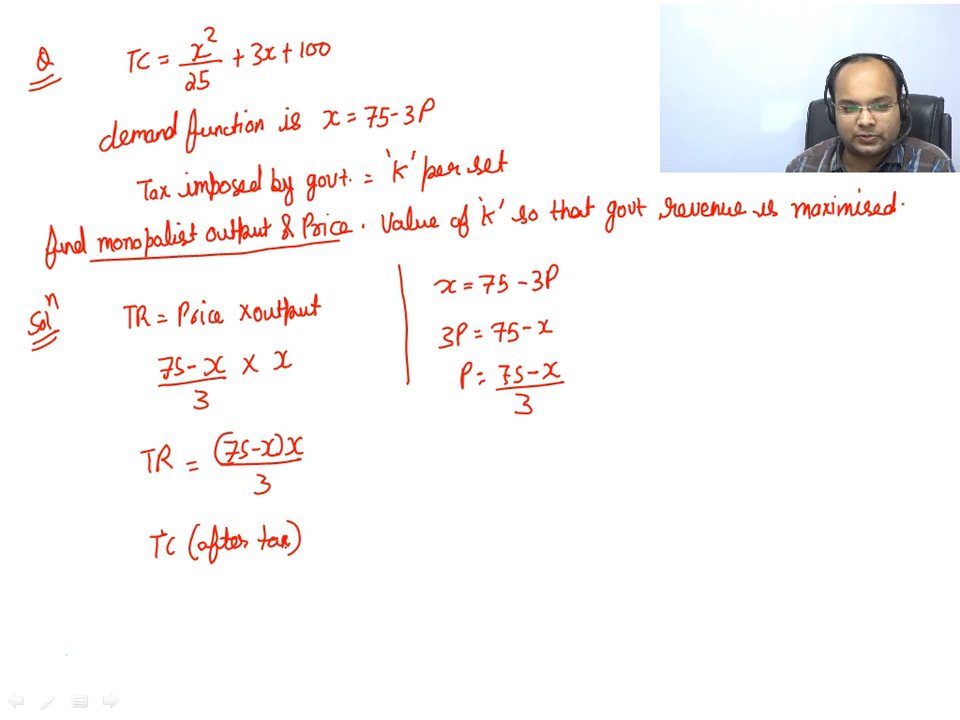 Q TC = x²/25 + 3x + 100
demand function is x = 75-3P
Tax imposed by govt. = 'k' per set
find monopalist output & Price. Value of 'k' so that govt revenue is maximised.
Solⁿ TR = Price x output
75-x/3 x x
TR = (75-x)x/3
TC (after tax)
x = 75-3P
3P = 75-x
P = 75-x/3